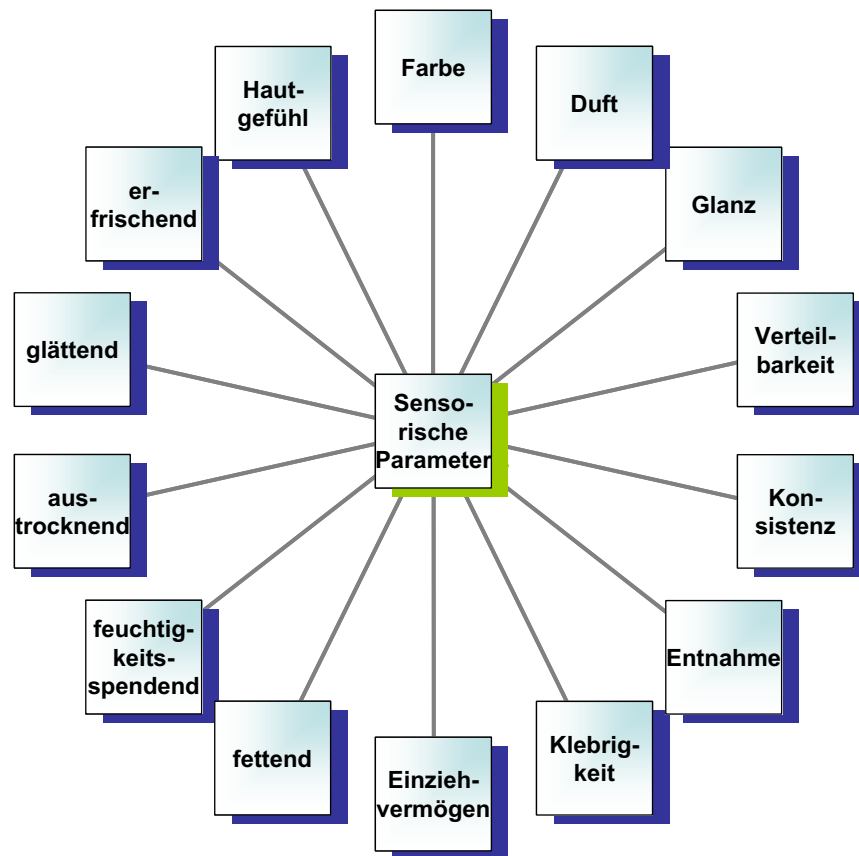 Farbe
Duft
Glanz
Verteil-
barkeit
Kon-
sistenz
Entnahme
Klebrig-
keit
Einzieh-
vermögen
fettend
feuchtig-
keits-
spendend
aus-
trocknend
glättend
er-
frischend
Haut-
gefühl
Senso-
rische
Parameter